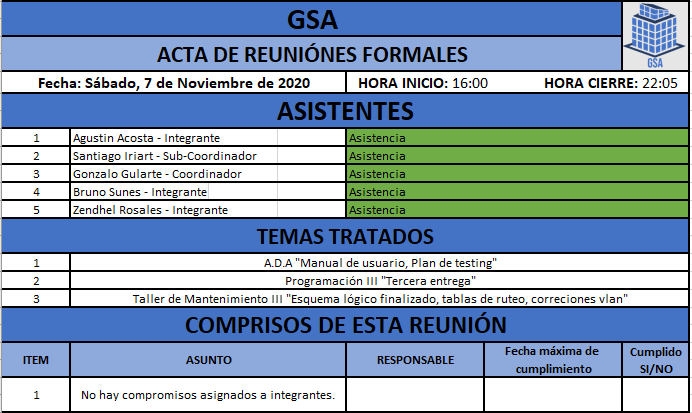 GSA
ACTA DE REUNIÓNES FORMALES
GSA
Fecha: Sábado, 7 de Noviembre de 2020 HORA INICIO: 16:00 HORA CIERRE: 22:05
ASISTENTES
1 Agustin Acosta - Integrante Asistencia
2 Santiago Iriart - Sub-Coordinador Asistencia
3 Gonzalo Gularte - Coordinador Asistencia
4 Bruno Sunes - Integrante Asistencia
5 Zendhel Rosales - Integrante Asistencia
TEMAS TRATADOS
1 A.D.A "Manual de usuario, Plan de testing"
2 Programación III "Tercera entrega"
3 Taller de Mantenimiento III "Esquema lógico finalizado, tablas de ruteo, correciones vlan"
COMPRISOS DE ESTA REUNIÓN
ITEM ASUNTO RESPONSABLE Fecha máxima de cumplimiento Cumplido SI/NO
1 No hay compromisos asignados a integrantes.